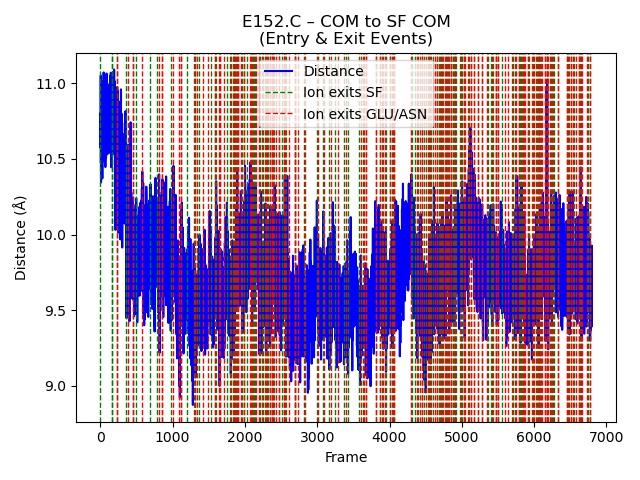 E152.C – COM to SF COM
(Entry & Exit Events)
Distance
Ion exits SF
Ion exits GLU/ASN
Distance (Å)
11.0
10.5
10.0
9.5
9.0
0 1000 2000 3000 4000 5000 6000 7000
Frame